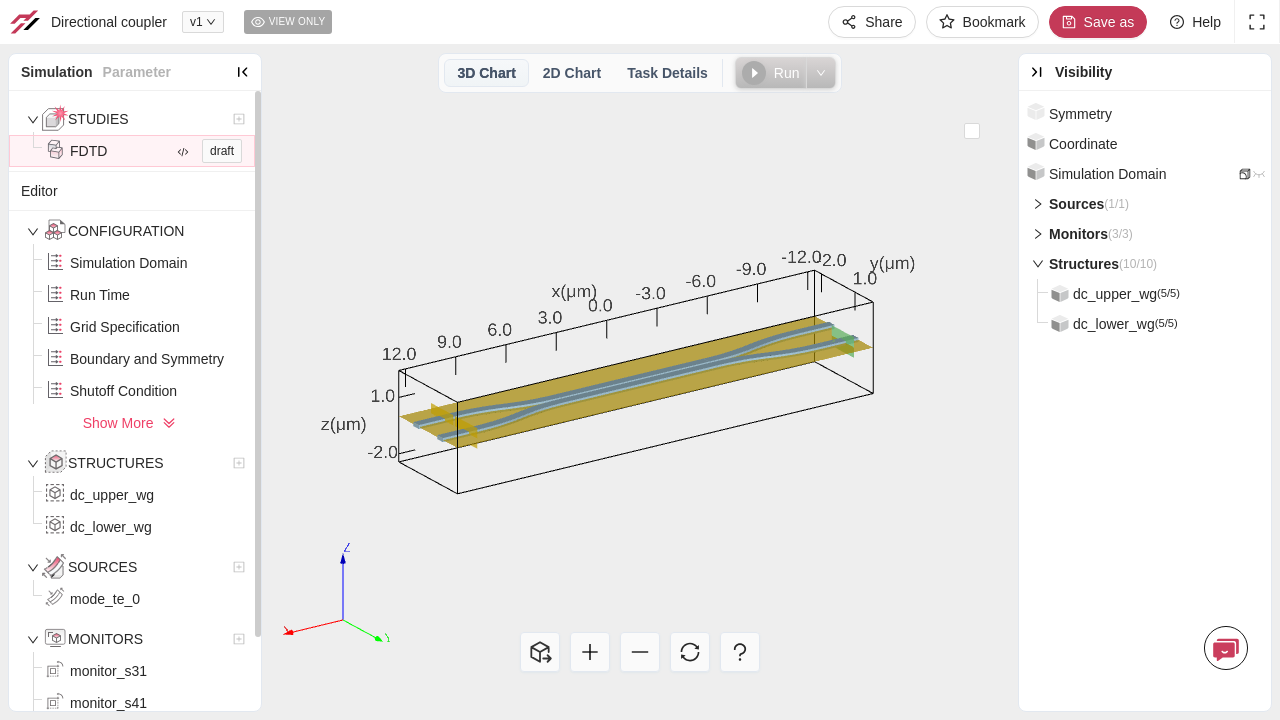 Directional coupler
v1
VIEW ONLY
Share
Bookmark
Save as
Help
Simulation
Parameter
STUDIES
FDTD
draft
Editor
CONFIGURATION
Simulation Domain
Run Time
Grid Specification
Boundary and Symmetry
Shutoff Condition
Show More
STRUCTURES
dc_upper_wg
dc_lower_wg
SOURCES
mode_te_0
MONITORS
monitor_s31
monitor_s41
3D Chart
2D Chart
Task Details
Run
x(μm)
12.0
9.0
6.0
3.0
0.0
-3.0
-6.0
-9.0
-12.0
2.0
1.0
y(μm)
1.0
z(μm)
-2.0
Z
Visibility
Symmetry
Coordinate
Simulation Domain
Sources(1/1)
Monitors(3/3)
Structures(10/10)
dc_upper_wg(5/5)
dc_lower_wg(5/5)